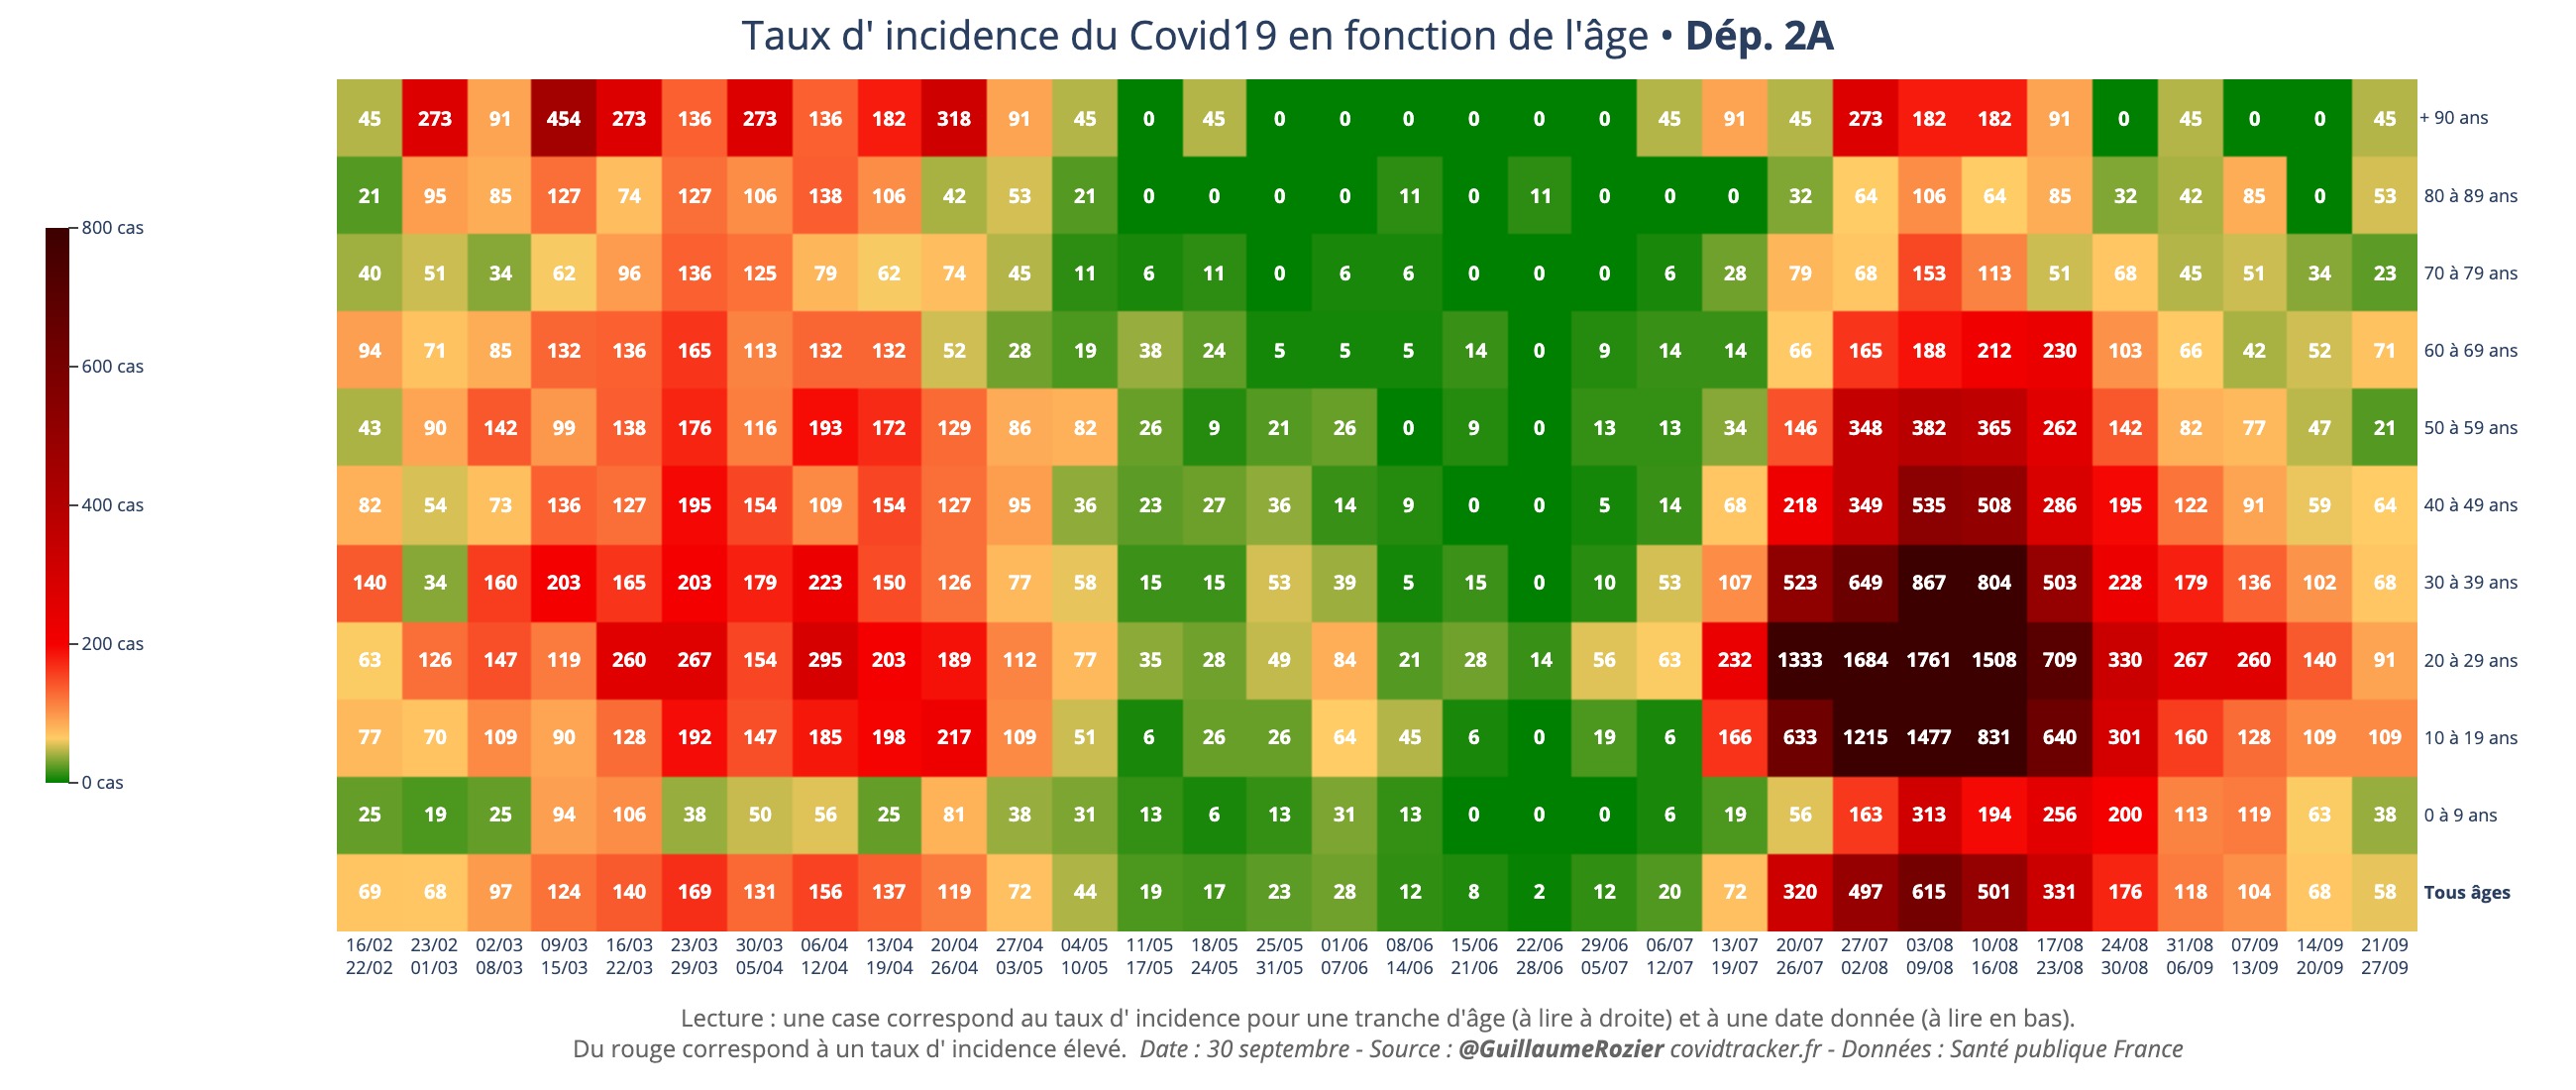 Taux d' incidence du Covid19 en fonction de l'âge • Dép. 2A
800 cas
600 cas
400 cas
200 cas
0 cas
45 273 91 454 273 136 273 136 182 318 91 45 0 45 0 0 0 0 0 0 45 91 45 273 182 182 91 0 45 0 0 45 + 90 ans
21 95 85 127 74 127 106 138 106 42 53 21 0 0 0 0 11 0 11 0 0 0 32 64 106 64 85 32 42 85 0 53 80 à 89 ans
40 51 34 62 96 136 125 79 62 74 45 11 6 11 0 6 6 0 0 0 6 28 79 68 153 113 51 68 45 51 34 23 70 à 79 ans
94 71 85 132 136 165 113 132 132 52 28 19 38 24 5 5 5 14 0 9 14 14 66 165 188 212 230 103 66 42 52 71 60 à 69 ans
43 90 142 99 138 176 116 193 172 129 86 82 26 9 21 26 0 9 0 13 13 34 146 348 382 365 262 142 82 77 47 21 50 à 59 ans
82 54 73 136 127 195 154 109 154 127 95 36 23 27 36 14 9 0 0 5 14 68 218 349 535 508 286 195 122 91 59 64 40 à 49 ans
140 34 160 203 165 203 179 223 150 126 77 58 15 15 53 39 5 15 0 10 53 107 523 649 867 804 503 228 179 136 102 68 30 à 39 ans
63 126 147 119 260 267 154 295 203 189 112 77 35 28 49 84 21 28 14 56 63 232 1333 1684 1761 1508 709 330 267 260 140 91 20 à 29 ans
77 70 109 90 128 192 147 185 198 217 109 51 6 26 26 64 45 6 0 19 6 166 633 1215 1477 831 640 301 160 128 109 109 10 à 19 ans
25 19 25 94 106 38 50 56 25 81 38 31 13 6 13 31 13 0 0 0 6 19 56 163 313 194 256 200 113 119 63 38 0 à 9 ans
69 68 97 124 140 169 131 156 137 119 72 44 19 17 23 28 12 8 2 12 20 72 320 497 615 501 331 176 118 104 68 58 Tous âges
16/02 23/02 02/03 09/03 16/03 23/03 30/03 06/04 13/04 20/04 27/04 04/05 11/05 18/05 25/05 01/06 08/06 15/06 22/06 29/06 06/07 13/07 20/07 27/07 03/08 10/08 17/08 24/08 31/08 07/09 14/09 21/09
22/02 01/03 08/03 15/03 22/03 29/03 05/04 12/04 19/04 26/04 03/05 10/05 17/05 24/05 31/05 07/06 14/06 21/06 28/06 05/07 12/07 19/07 26/07 02/08 09/08 16/08 23/08 30/08 06/09 13/09 20/09 27/09
Lecture : une case correspond au taux d' incidence pour une tranche d'âge (à lire à droite) et à une date donnée (à lire en bas).
Du rouge correspond à un taux d' incidence élevé. Date : 30 septembre - Source : @GuillaumeRozier covidtracker.fr - Données : Santé publique France